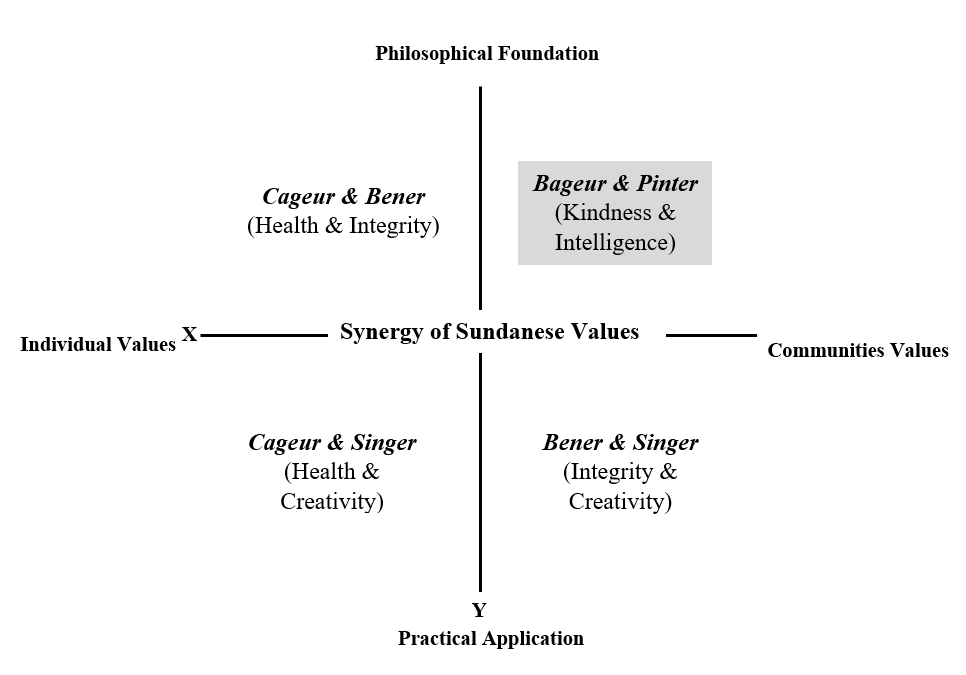 Philosophical Foundation
Cageur & Bener
(Health & Integrity)
Bageur & Pinter
(Kindness &
Intelligence)
Individual Values
X
Synergy of Sundanese Values
Communities Values
Cageur & Singer
(Health &
Creativity)
Bener & Singer
(Integrity &
Creativity)
Y
Practical Application